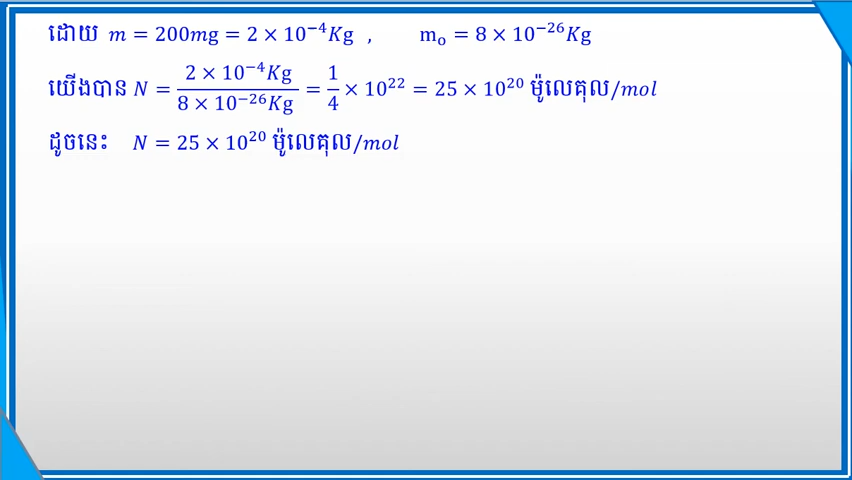 ដោយ m = 200mg = 2 × 10⁻⁴Kg , m₀ = 8 × 10⁻²⁶Kg
យើងបាន N = \frac{2 × 10⁻⁴Kg}{8 × 10⁻²⁶Kg} = \frac{1}{4} × 10²² = 25 × 10²⁰ ម៉ូលេគុល/mol
ដូចនេះ N = 25 × 10²⁰ ម៉ូលេគុល/mol